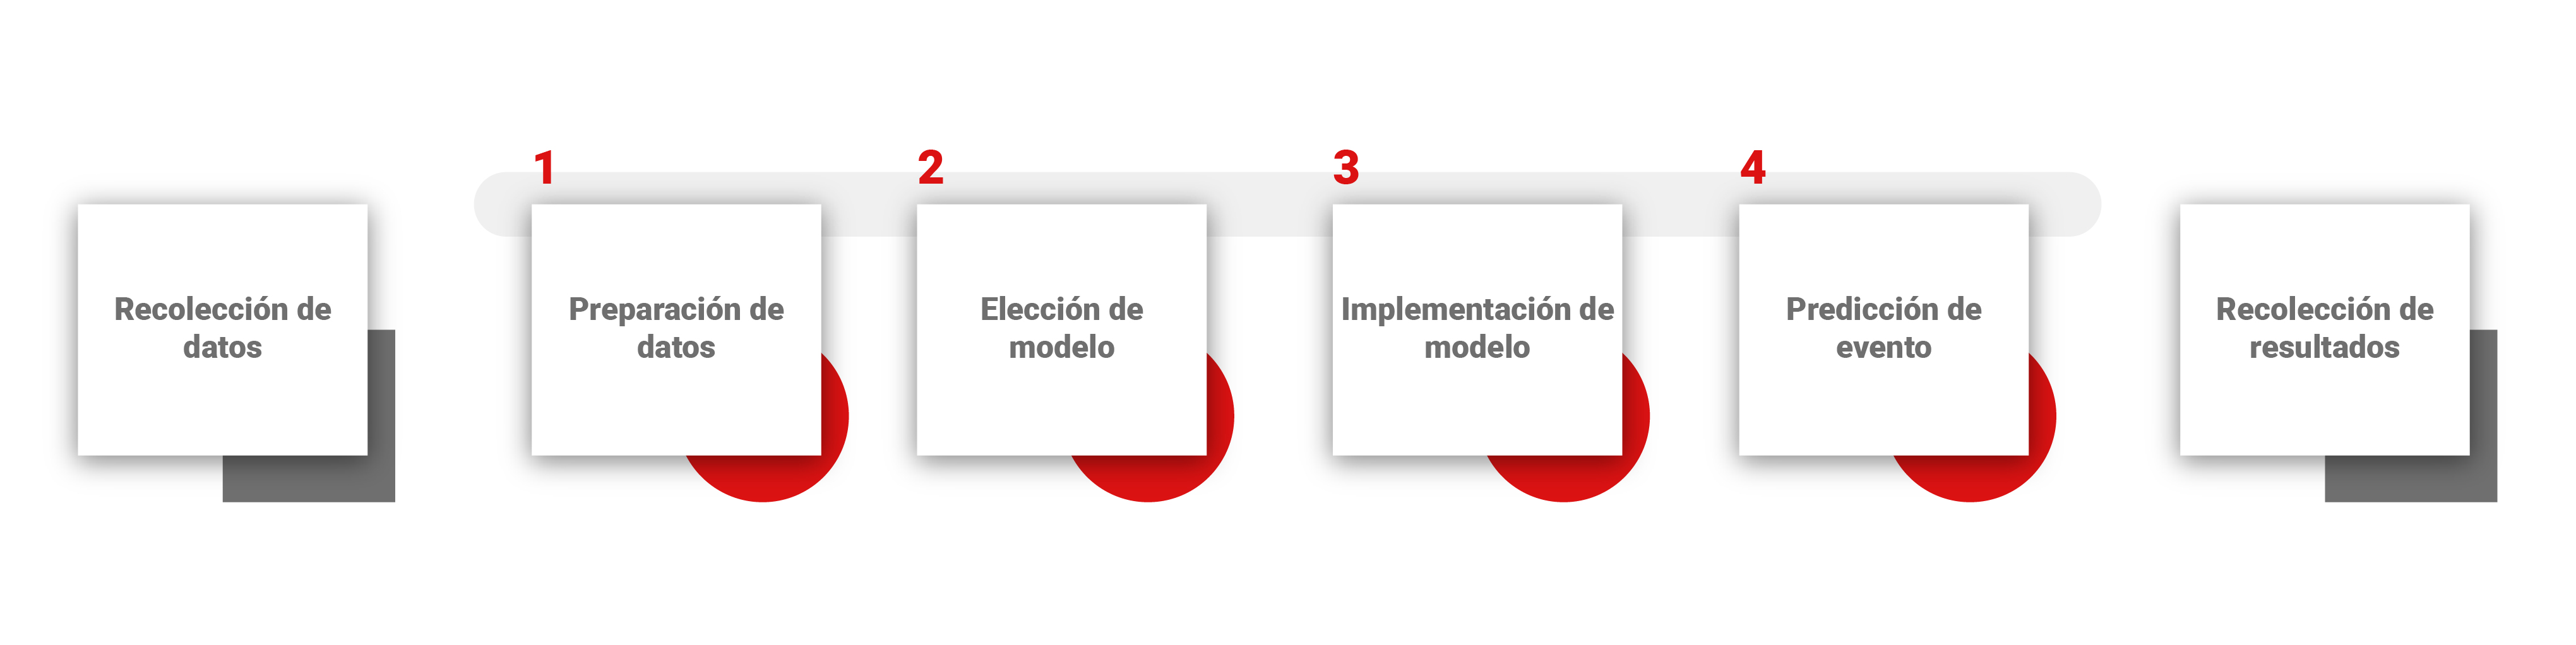 Recolección de
datos
1
Preparación de
datos
2
Elección de
modelo
3
Implementación de
modelo
4
Predicción de
evento
Recolección de
resultados